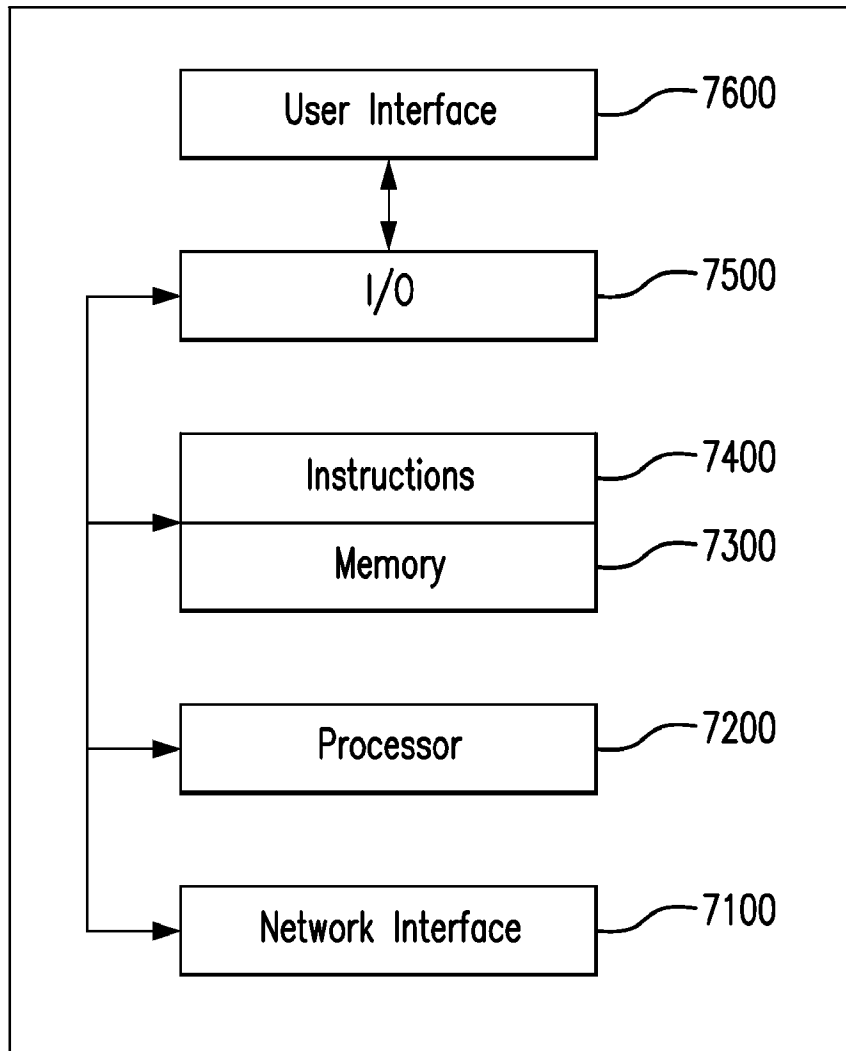 User Interface 7600
I/O 7500
Instructions 7400
Memory 7300
Processor 7200
Network Interface 7100